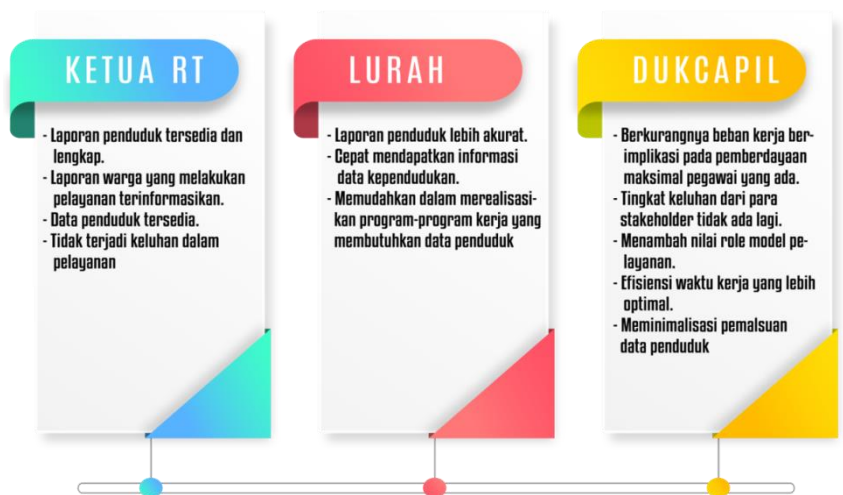 KETUA RT
- Laporan penduduk tersedia dan
lengkap.
- Laporan warga yang melakukan
pelayanan terinformasikan.
- Data penduduk tersedia.
- Tidak terjadi keluhan dalam
pelayanan
LURAH
- Laporan penduduk lebih akurat.
- Cepat mendapatkan informasi
data kependudukan.
- Memudahkan dalam merealisasi-
kan program-program kerja yang
membutuhkan data penduduk
DUKCAPIL
- Berkurangnya beban kerja ber-
implikasi pada pemberdayaan
maksimal pegawai yang ada.
- Tingkat keluhan dari para
stakeholder tidak ada lagi.
- Menambah nilai role model pe-
layanan.
- Efisiensi waktu kerja yang lebih
optimal.
- Meminimalisasi pemalsuan
data penduduk